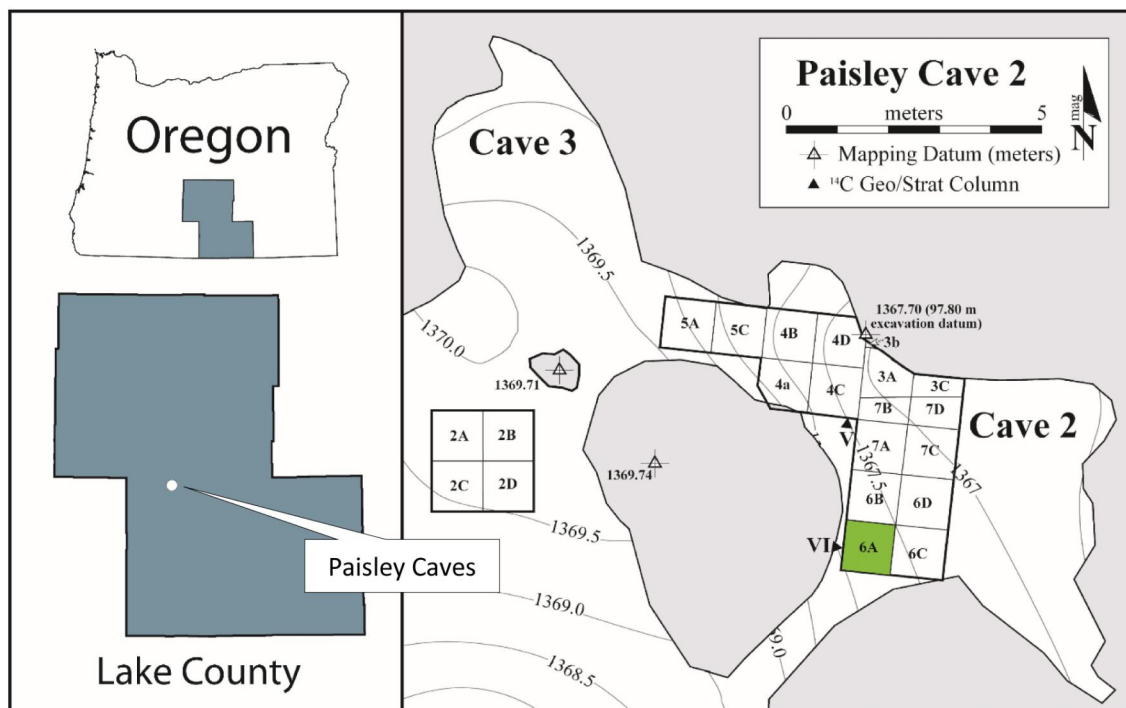 Oregon
Paisley Caves
Lake County
Paisley Cave 2
0 meters 5
Mapping Datum (meters)
¹⁴C Geo/Strat Column
mag
N
Cave 3
1369.5
1370.0
1369.71
1367.70 (97.80 m
excavation datum)
5A
5C
4B
4D
3b
4a
4C
3A
3C
7B
7D
Cave 2
2A
2B
2C
2D
1369.74
V
7A
7C
1367.5
1367
6B
6D
VI
6A
6C
1369.5
1369.0
1368.5